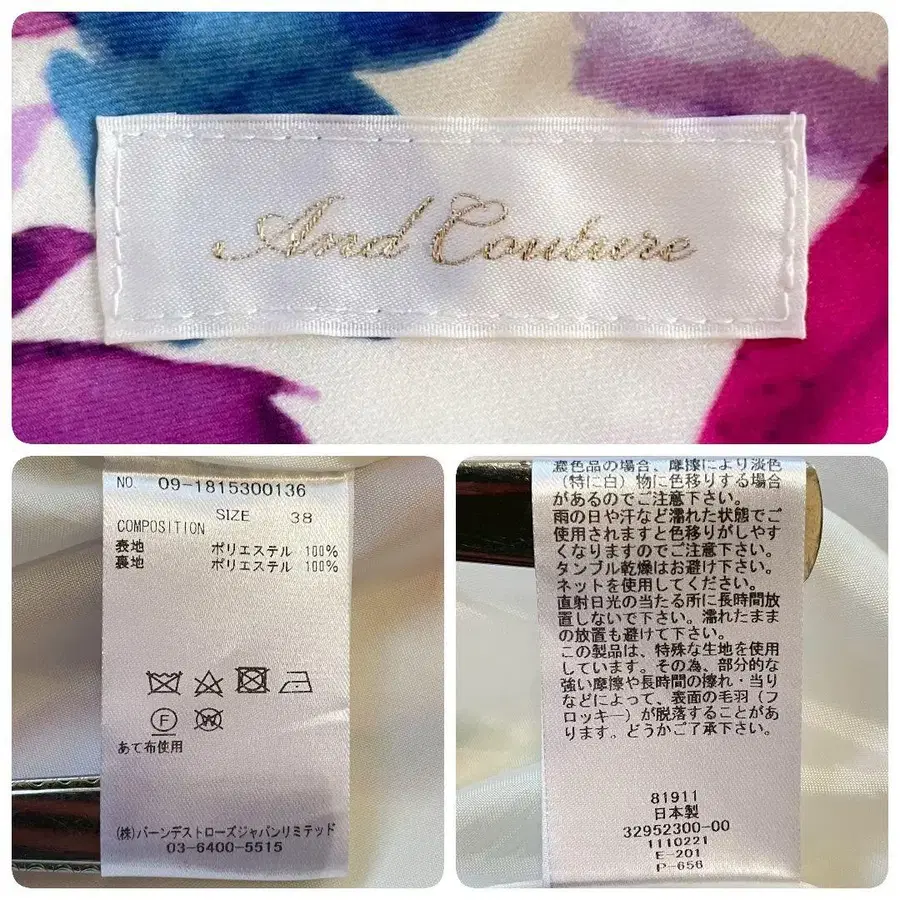 And Couture
NO. 09-1815300136
SIZE 38
COMPOSITION
表地 ポリエステル 100%
裏地 ポリエステル 100%
F
W
あて布使用
(株)バーンデストローズジャパンリミテッド
03-6400-5515
濃色品の場合、摩擦により淡色
(特に白)物に色移りする場合
があるのでご注意下さい。
雨の日や汗など濡れた状態でご
使用されますと色移りがしやす
くなりますのでご注意下さい。
タンブル乾燥はお避け下さい。
ネットを使用してください。
直射日光の当たる所に長時間放
置しないで下さい。濡れたまま
の放置も避けて下さい。
この製品は、特殊な生地を使用
しています。その為、部分的な
強い摩擦や長時間の擦れ・当り
などによって、表面の毛羽(フ
ロッキー)が脱落することがあ
ります。どうかご了承下さい。
81911
日本製
32952300-00
1110221
E-201
P-656